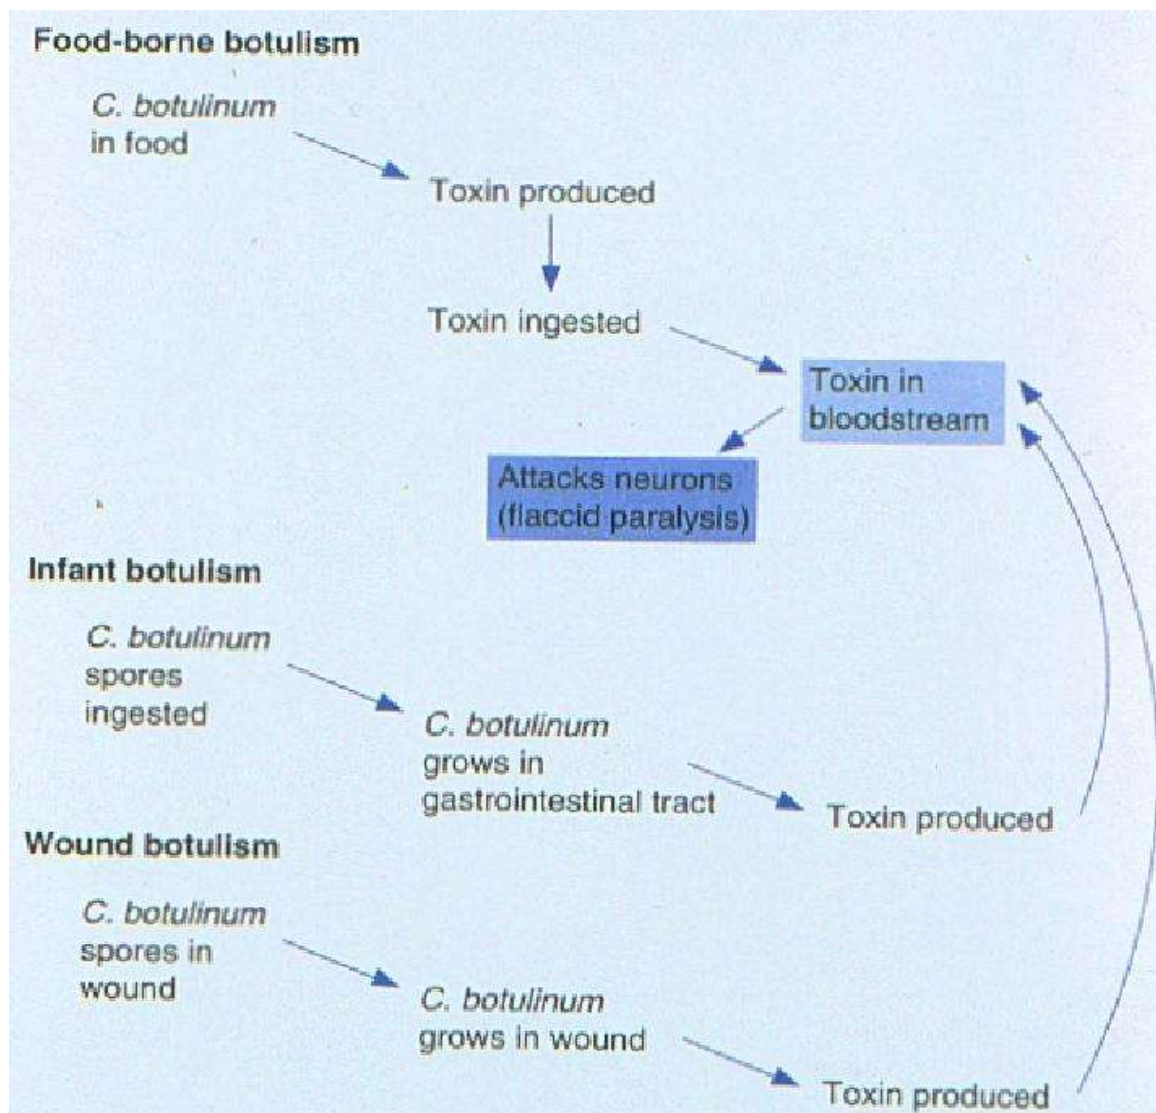 Food-borne botulism
C. botulinum
in food
Toxin produced
Toxin ingested
Toxin in
bloodstream
Attacks neurons
(flaccid paralysis)
Infant botulism
C. botulinum
spores
ingested
C. botulinum
grows in
gastrointestinal tract
Toxin produced
Wound botulism
C. botulinum
spores in
wound
C. botulinum
grows in wound
Toxin produced